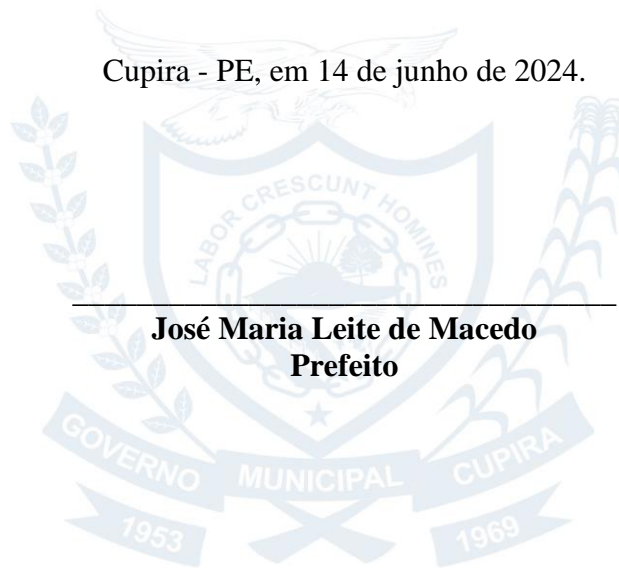 Cupira - PE, em 14 de junho de 2024.
LABOR CRESCUNT HOMINES
José Maria Leite de Macedo
Prefeito
GOVERNO MUNICIPAL CUPIRA
1953 1969